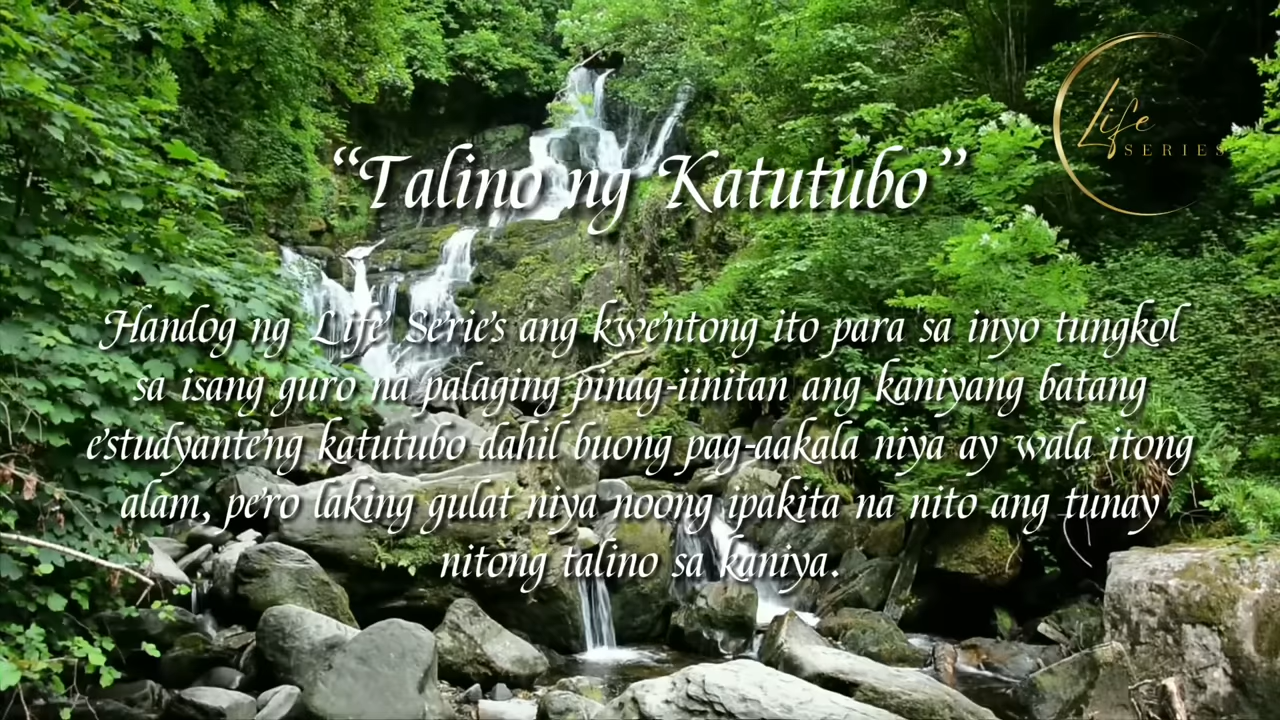 Life
SERIES
“Talino ng Katutubo”
Handog ng Life Series ang kwentong ito para sa inyo tungkol
sa isang guro na palaging pinag-iinitan ang kaniyang batang
estudyanteng katutubo dahil buong pag-aakala niya ay wala itong
alam, pero laking gulat niya noong ipakita na nito ang tunay
nitong talino sa kaniya.